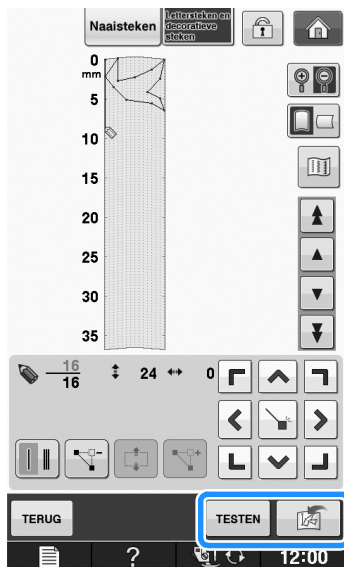 Naaisteken
Lettersteken en
decoratieve
steken
0
mm
5
10
15
20
25
30
35
16
16
24
0
TERUG
TESTEN
?
12:00